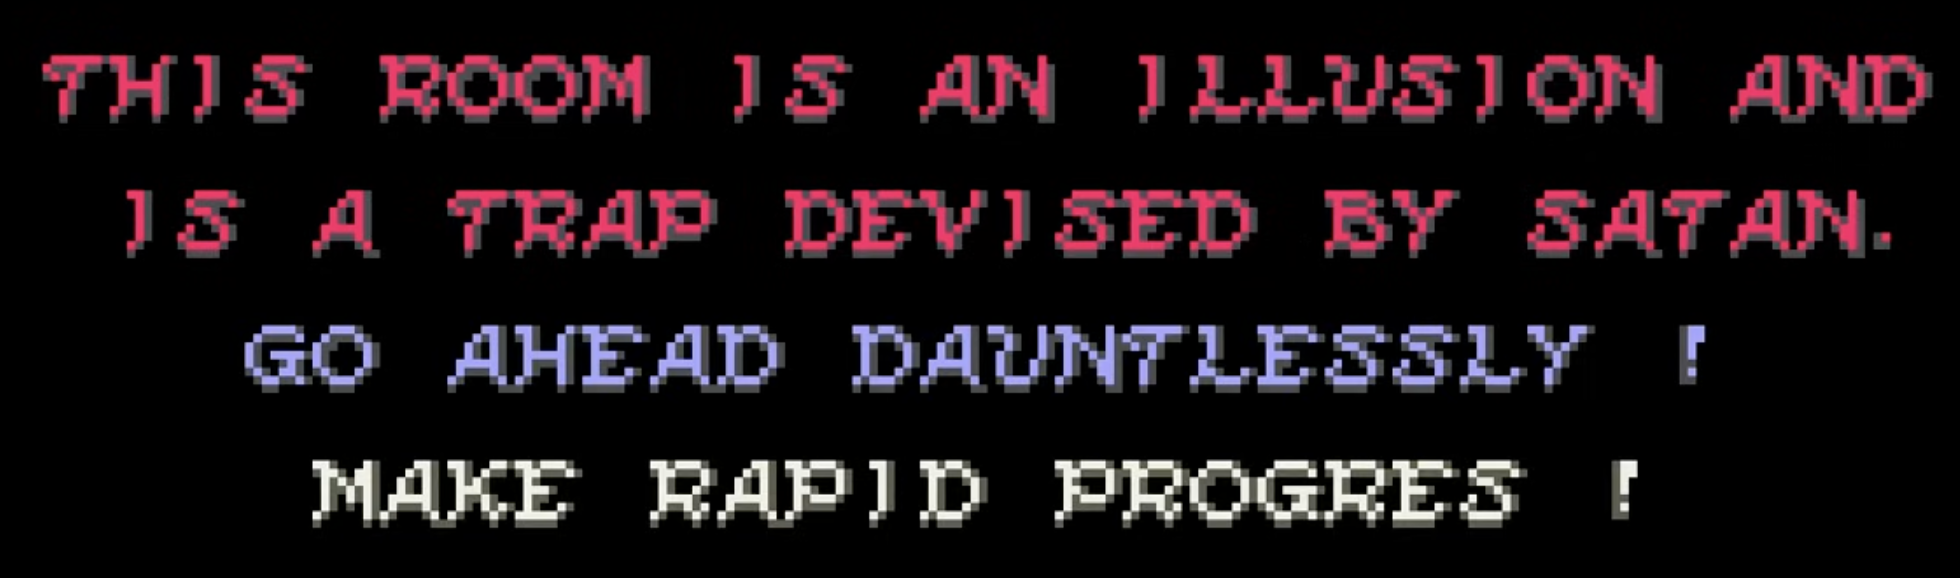 THIS ROOM IS AN ILLUSION AND
IS A TRAP DEVISED BY SATAN.
GO AHEAD DAUNTLESSLY !
MAKE RAPID PROGRES !